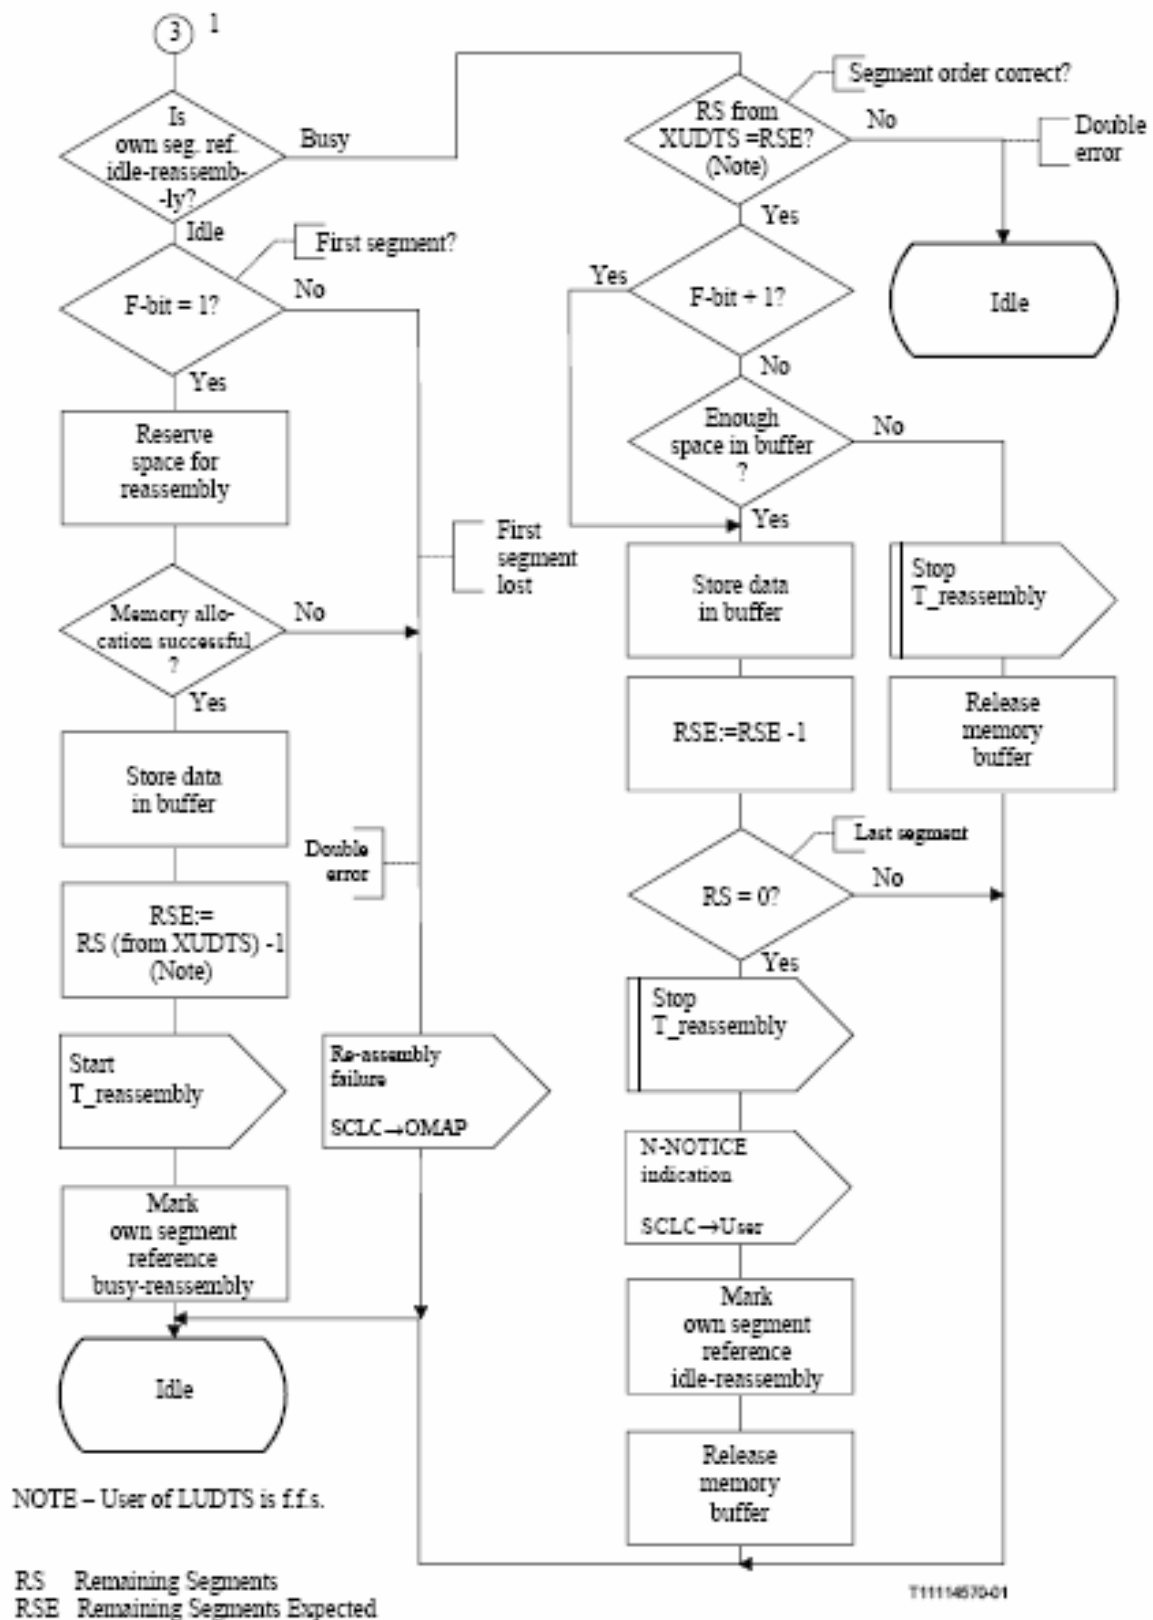 3
1
Is
own seg. ref.
idle-reassemb-
-ly?
Busy
Idle
First segment?
F-bit = 1?
No
Yes
Reserve
space for
reassembly
First
segment
lost
Memory allo-
cation successful
?
No
Yes
Store data
in buffer
Double
error
RSE:=
RS (from XUDTS) -1
(Note)
Start
T_reassembly
Re-assembly
failure
SCLC→OMAP
Mark
own segment
reference
busy-reassembly
Idle
Segment order correct?
RS from
XUDTS =RSE?
(Note)
No
Double
error
Yes
Idle
Yes
F-bit + 1?
No
Enough
space in buffer
?
No
Yes
Store data
in buffer
Stop
T_reassembly
RSE:=RSE -1
Release
memory
buffer
Last segment
RS = 0?
No
Yes
Stop
T_reassembly
N-NOTICE
indication
SCLC→User
Mark
own segment
reference
idle-reassembly
Release
memory
buffer
NOTE – User of LUDTS is f.f.s.
RS Remaining Segments
RSE Remaining Segments Expected
T11114570-01